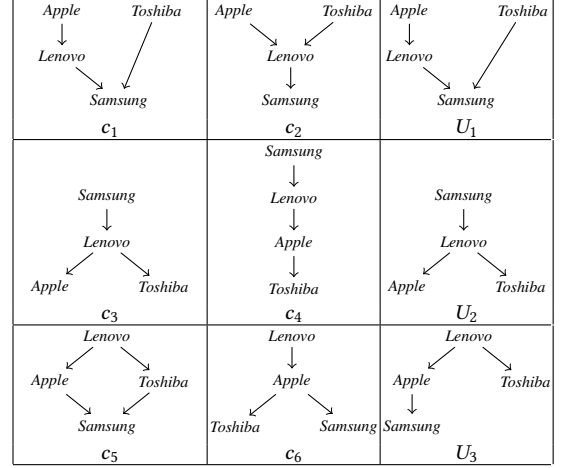 Apple Toshiba
Lenovo
Samsung
c1
Apple Toshiba
Lenovo
Samsung
c2
Apple Toshiba
Lenovo
Samsung
U1
Samsung
Lenovo
Apple Toshiba
c3
Samsung
Lenovo
Apple
Toshiba
c4
Samsung
Lenovo
Apple Toshiba
U2
Lenovo
Apple Toshiba
Samsung
c5
Lenovo
Apple
Toshiba Samsung
c6
Lenovo
Apple Toshiba
Samsung
U3